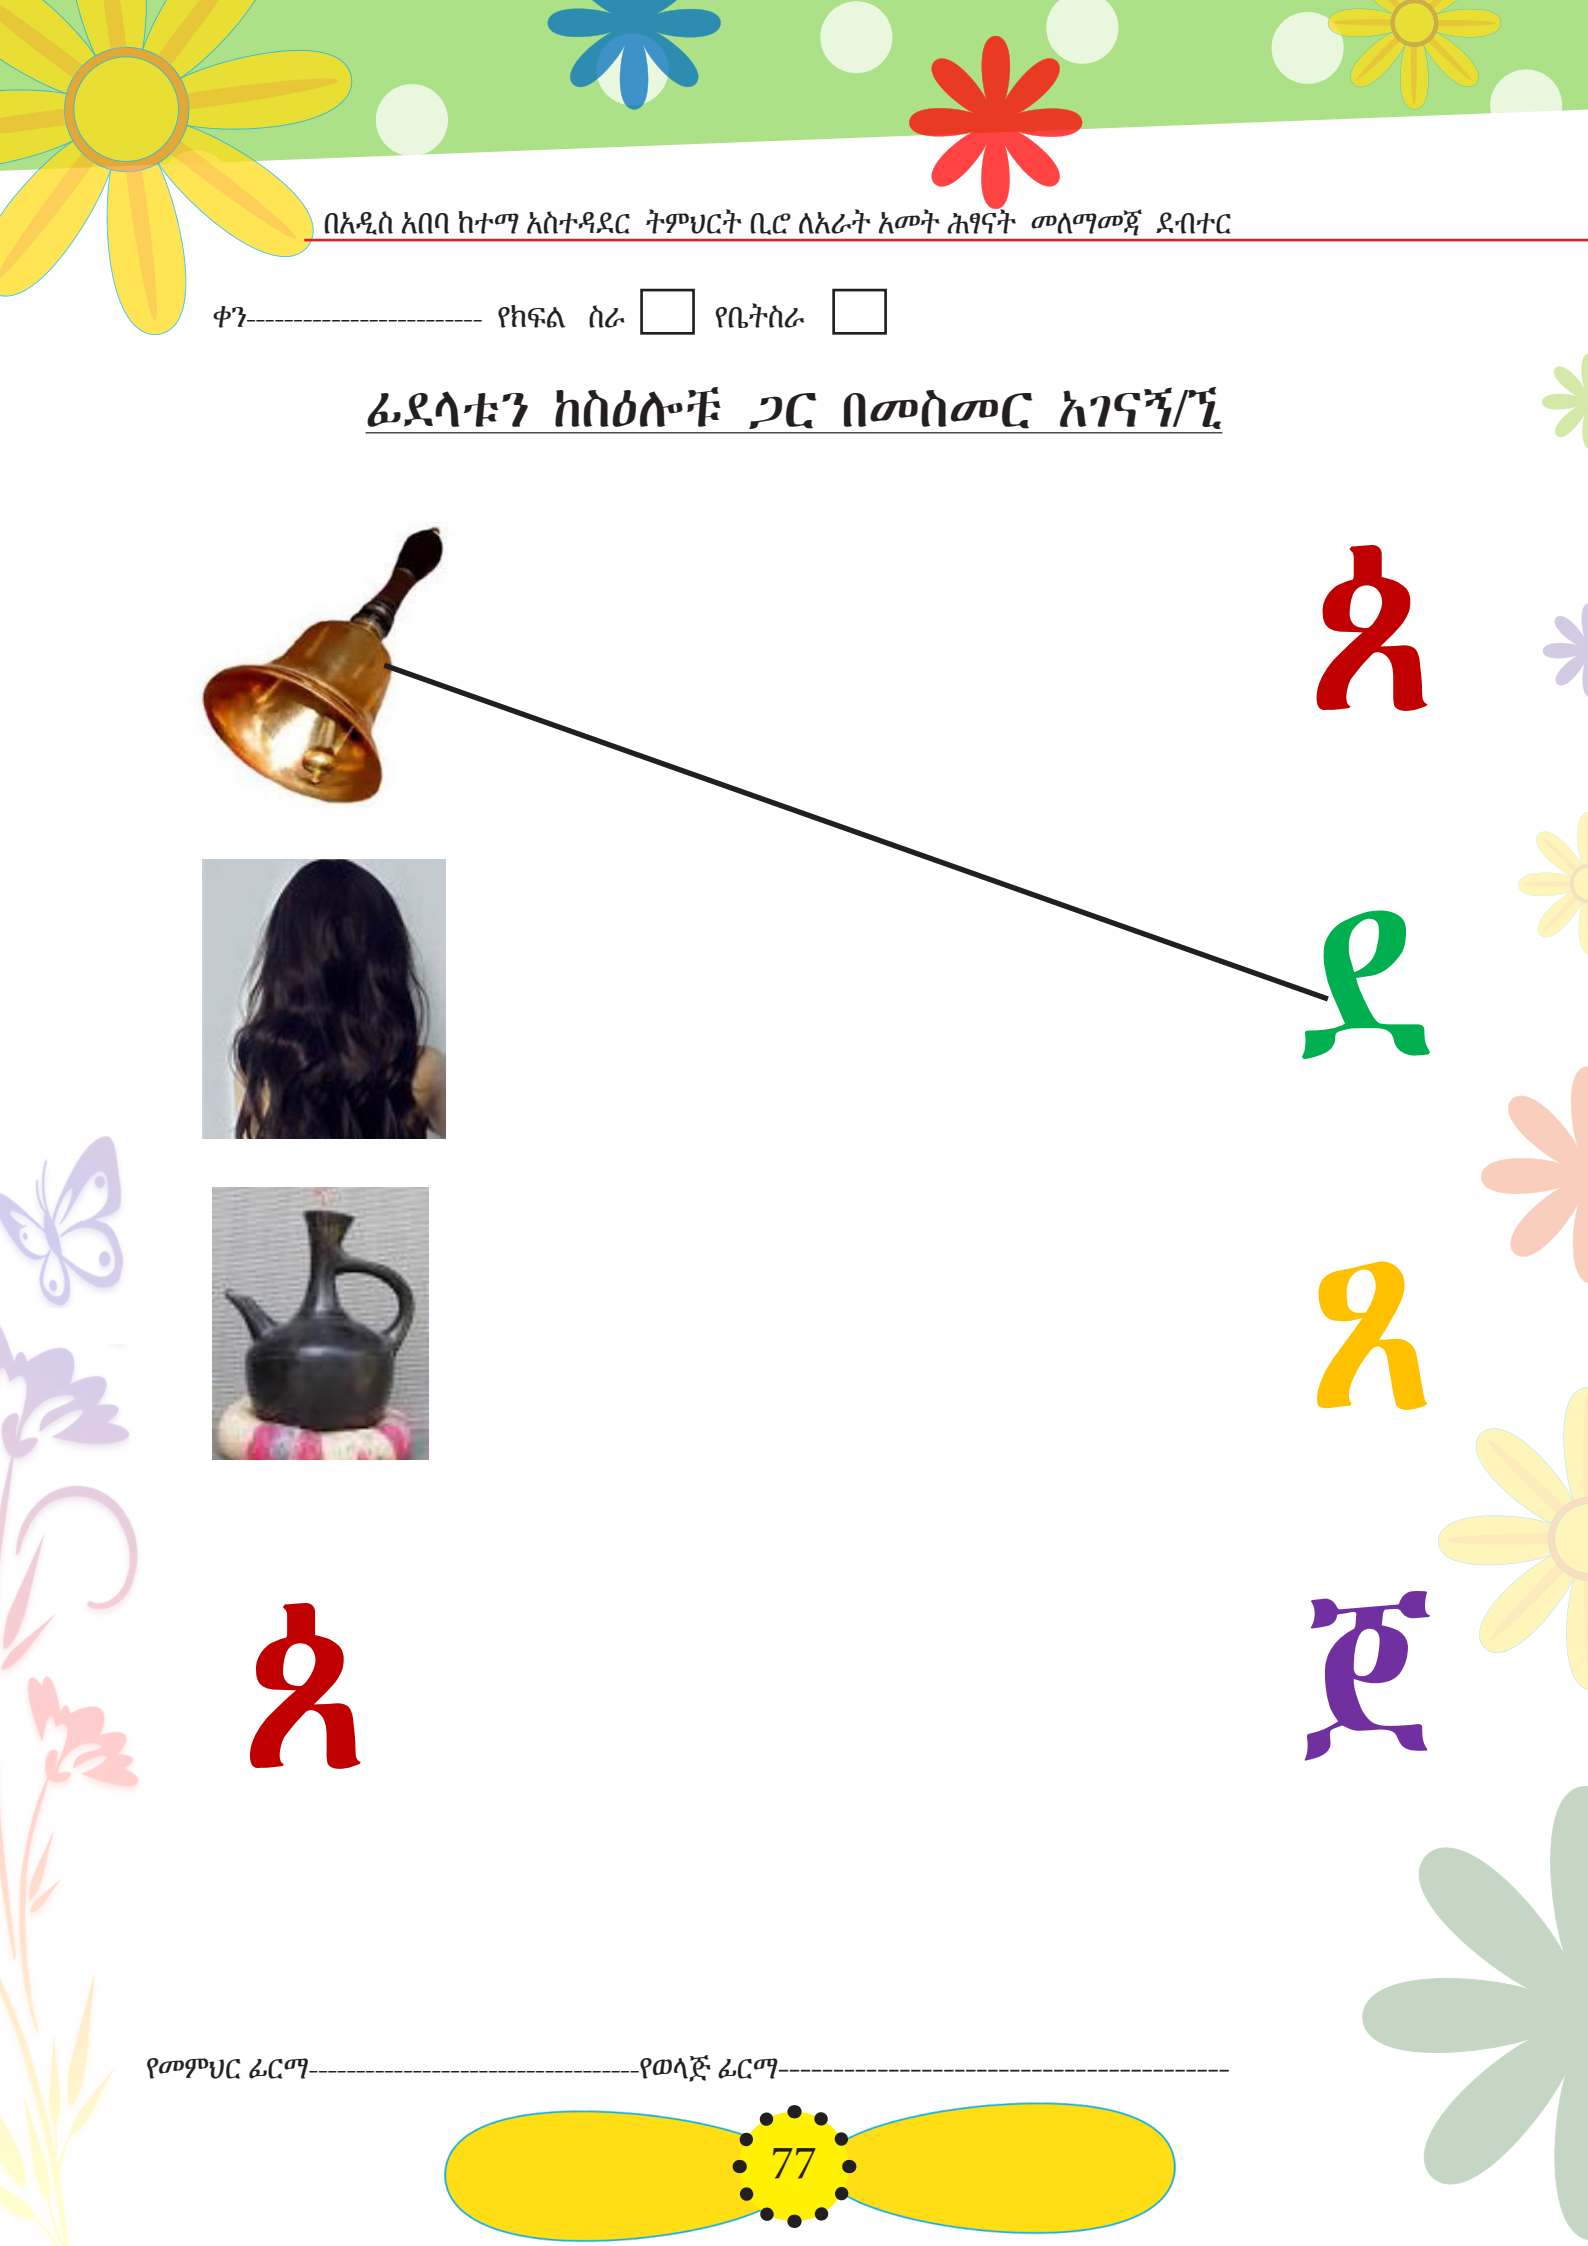 በአዲስ አበባ ከተማ አስተዳደር ትምህርት ቢሮ ለአራት አመት ሕፃናት መለማመጃ ደብተር
ቀን------------------------- የክፍል ስራ የቤትስራ
ፊደላቱን ከስዕሎቹ ጋር በመስመር አገናኝ/ኚ
ጰ
ደ
ጸ
ጰ ጀ
የመምህር ፊርማ-----------------------------------የወላጅ ፊርማ------------------------------------------
77